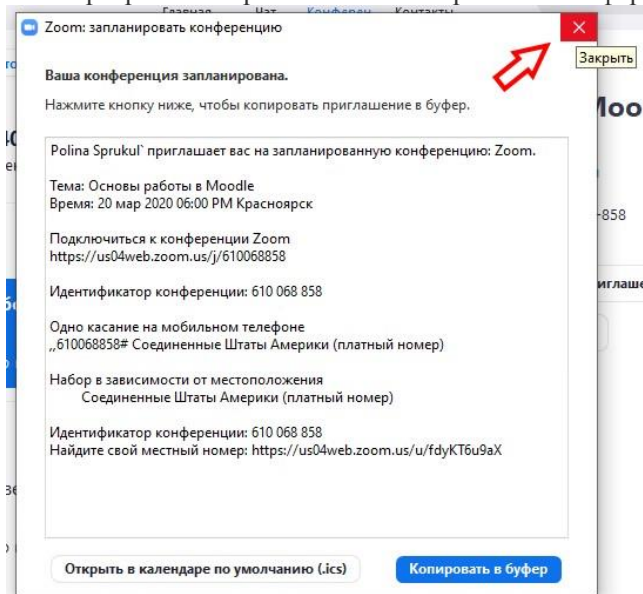 Главная Чат Конферен Контакты
Zoom: запланировать конференцию
Закрыть
Ваша конференция запланирована.
Нажмите кнопку ниже, чтобы копировать приглашение в буфер.
Polina Sprukul` приглашает вас на запланированную конференцию: Zoom.
Тема: Основы работы в Moodle
Время: 20 мар 2020 06:00 PM Красноярск
-858
Подключиться к конференции Zoom
https://us04web.zoom.us/j/610068858
Идентификатор конференции: 610 068 858
Одно касание на мобильном телефоне
,,610068858# Соединенные Штаты Америки (платный номер)
Набор в зависимости от местоположения
Соединенные Штаты Америки (платный номер)
Идентификатор конференции: 610 068 858
Найдите свой местный номер: https://us04web.zoom.us/u/fdyKT6u9aX
Открыть в календаре по умолчанию (.ics)
Копировать в буфер